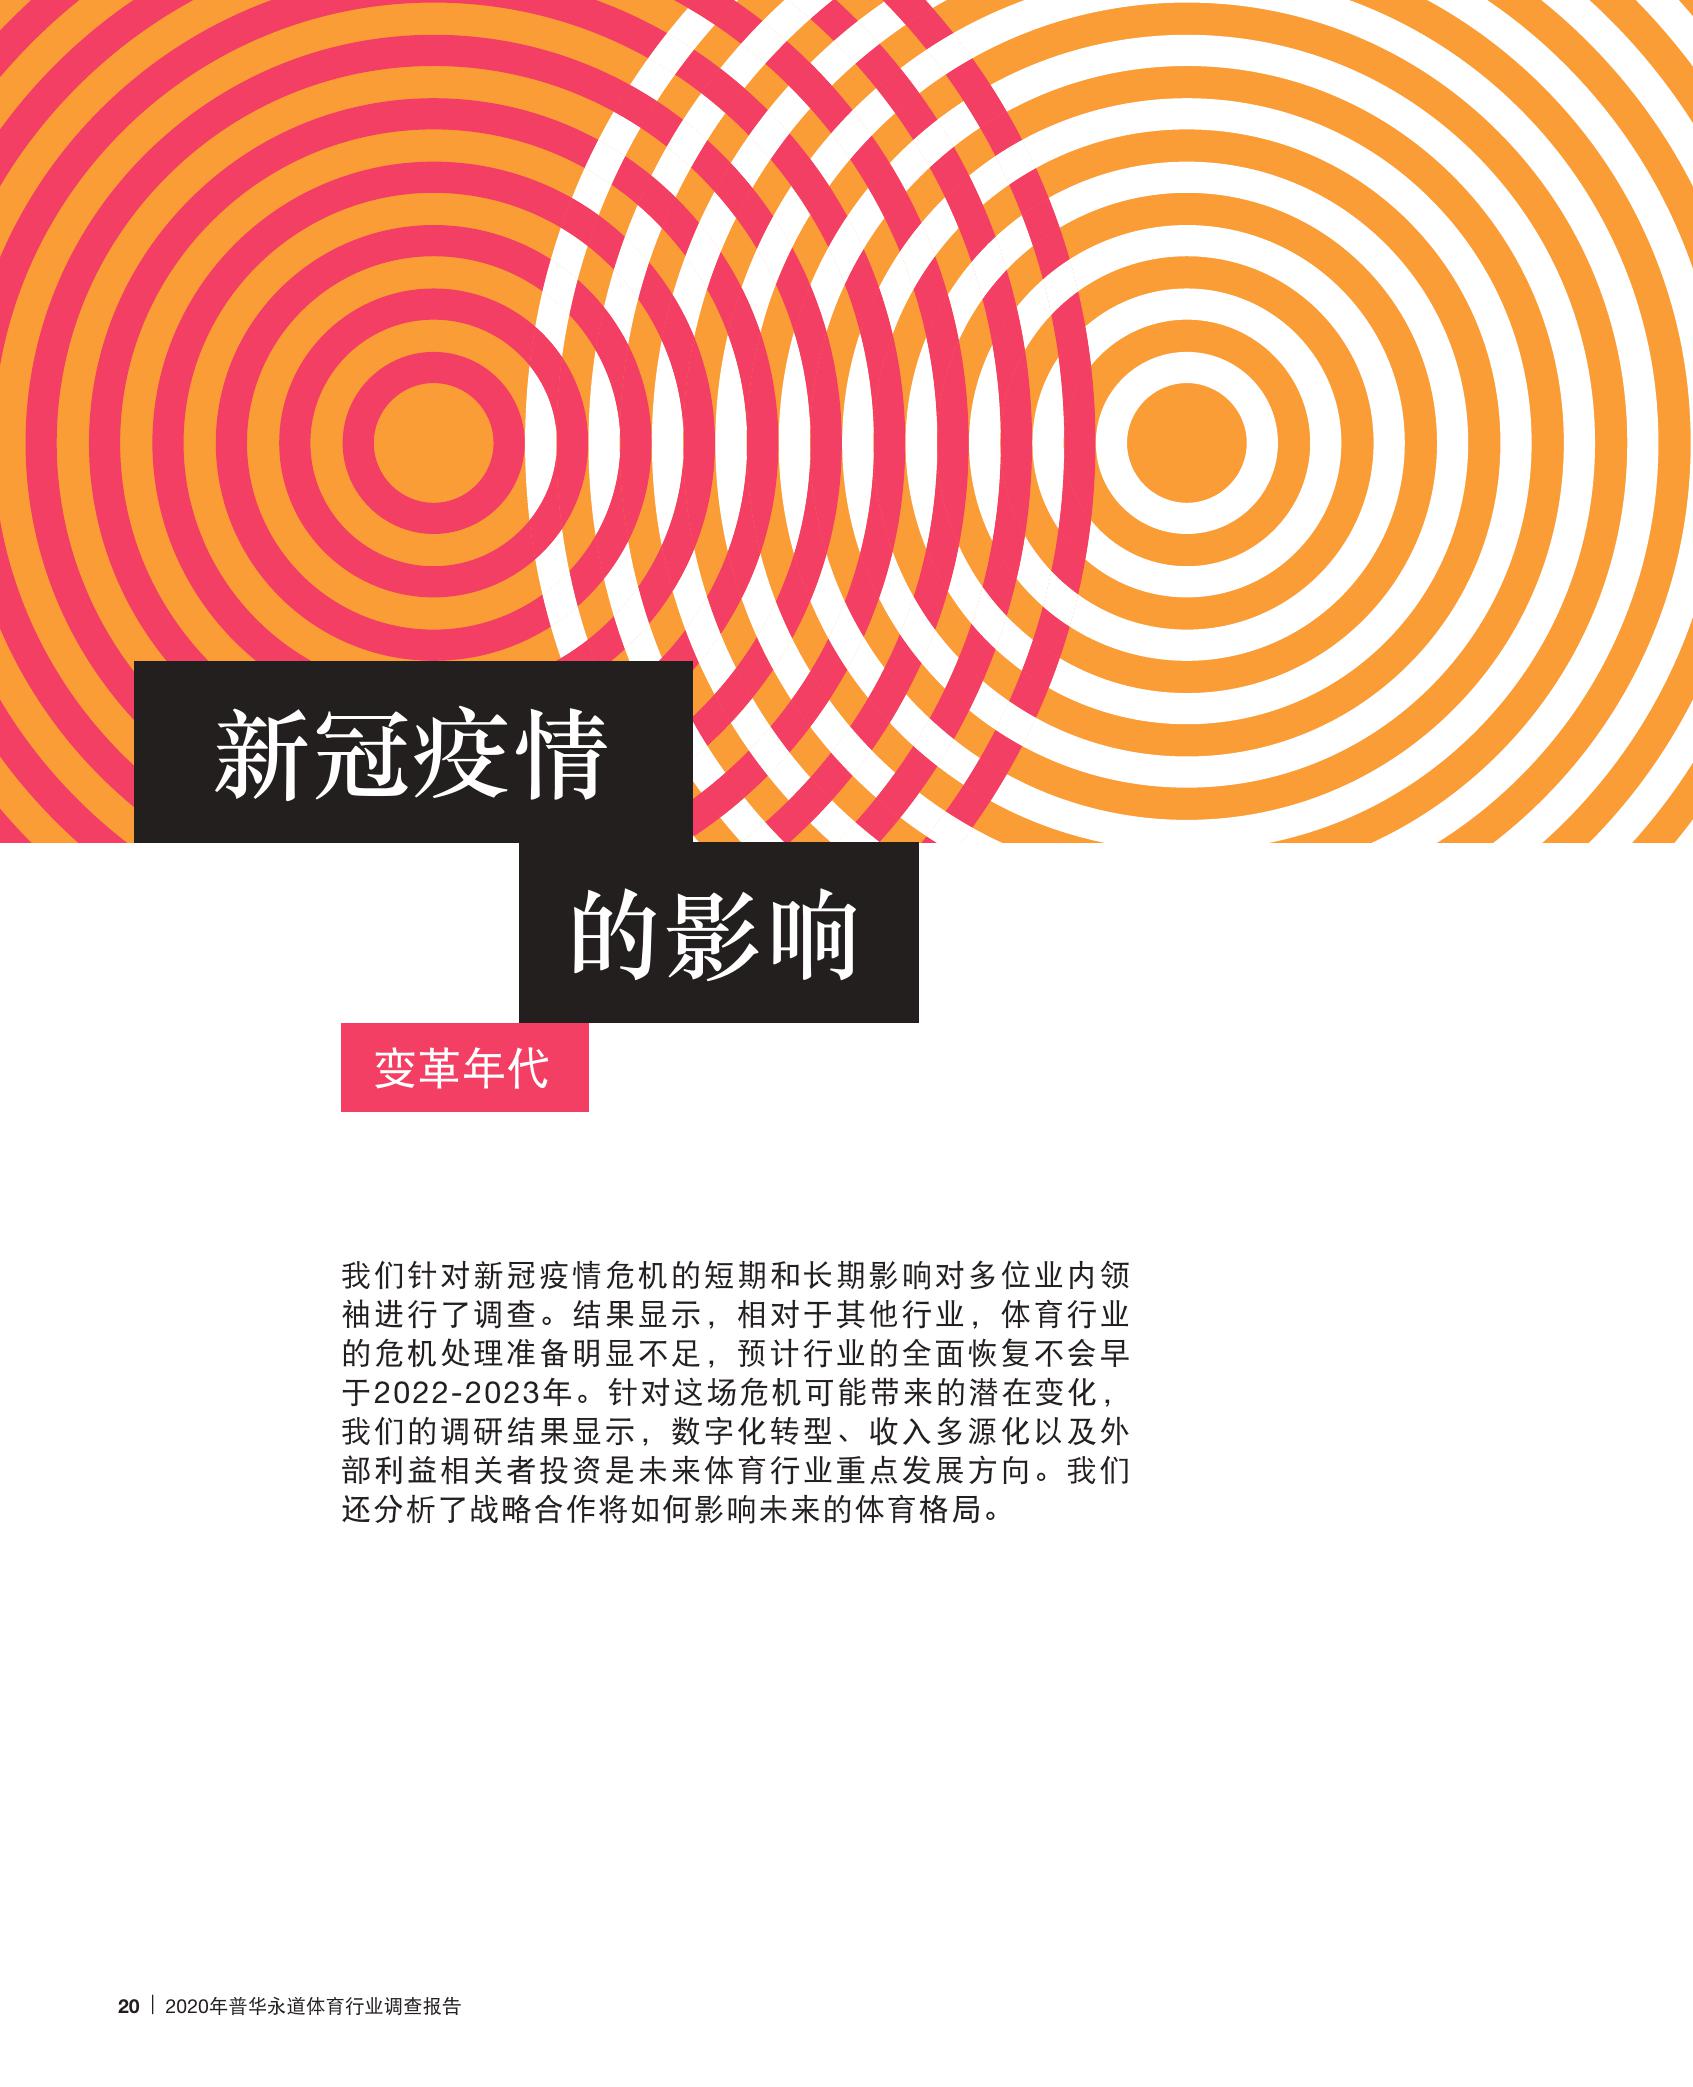 新冠疫情
的影响
变革年代
我们针对新冠疫情危机的短期和长期影响对多位业内领
袖进行了调查。结果显示，相对于其他行业，体育行业
的危机处理准备明显不足，预计行业的全面恢复不会早
于2022-2023年。针对这场危机可能带来的潜在变化，
我们的调研结果显示，数字化转型、收入多源化以及外
部利益相关者投资是未来体育行业重点发展方向。我们
还分析了战略合作将如何影响未来的体育格局。
20 | 2020年普华永道体育行业调查报告